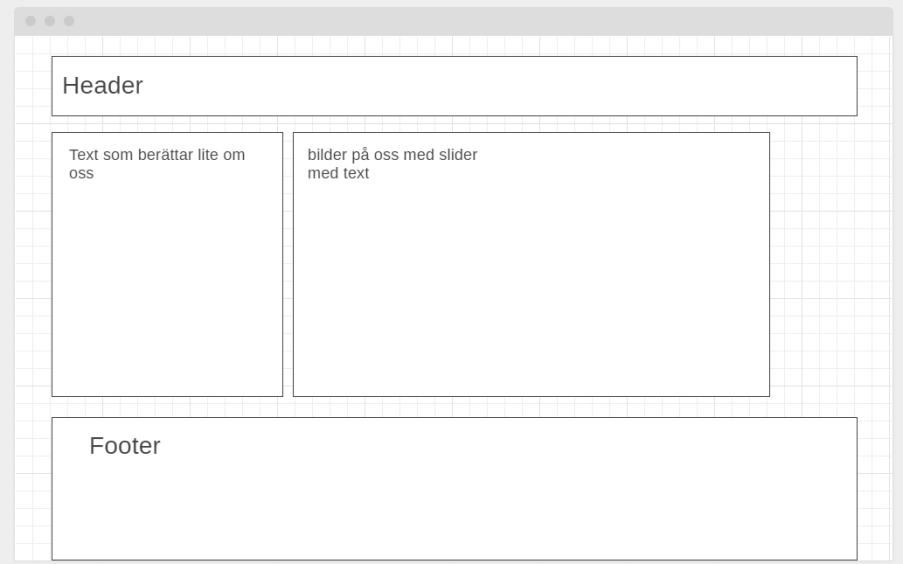 Header
Text som berättar lite om
oss
bilder på oss med slider
med text
Footer